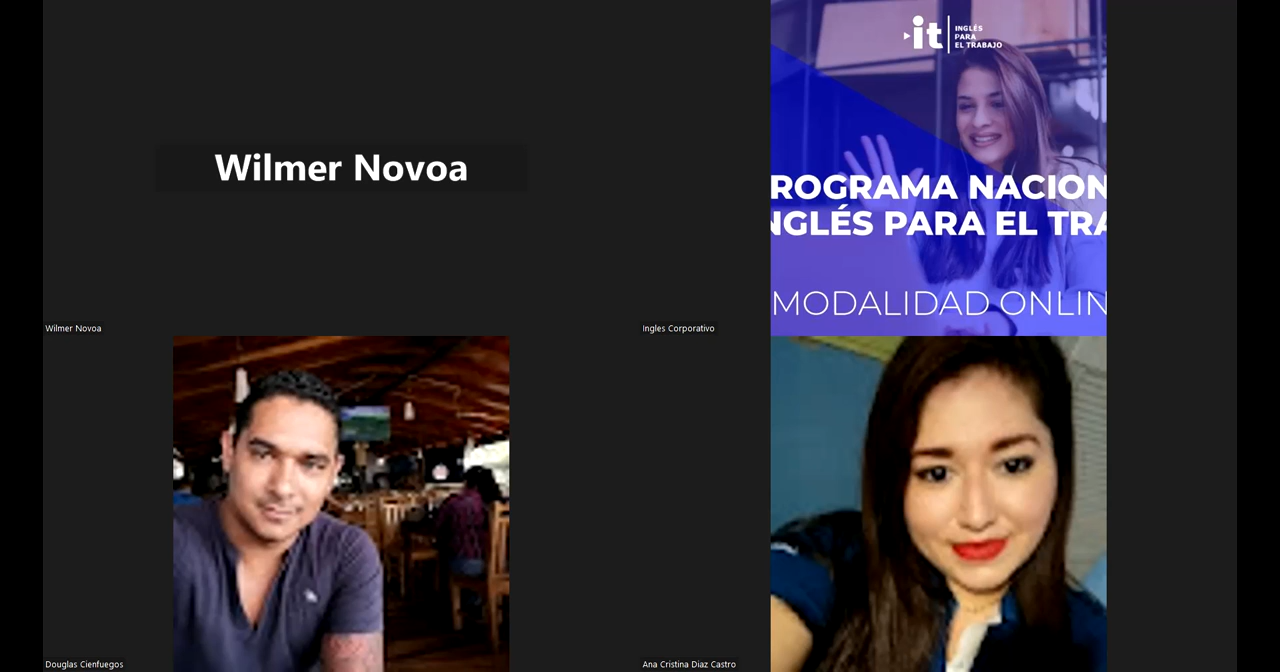 Wilmer Novoa
Wilmer Novoa
it
INGLÉS
PARA
EL TRABAJO
ROGRAMA NACION
NGLÉS PARA EL TRA
MODALIDAD ONLIN
Ingles Corporativo
Douglas Cienfuegos
Ana Cristina Diaz Castro